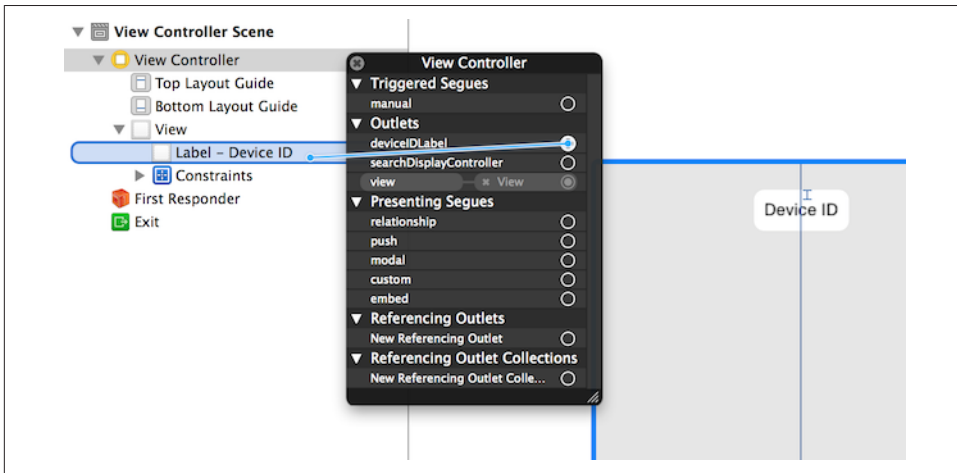 View Controller Scene
View Controller
Top Layout Guide
Bottom Layout Guide
View
Label – Device ID
Constraints
First Responder
Exit
View Controller
Triggered Segues
manual
Outlets
deviceIDLabel
searchDisplayController
view × View
Presenting Segues
relationship
push
modal
custom
embed
Referencing Outlets
New Referencing Outlet
Referencing Outlet Collections
New Referencing Outlet Colle...
Device ID